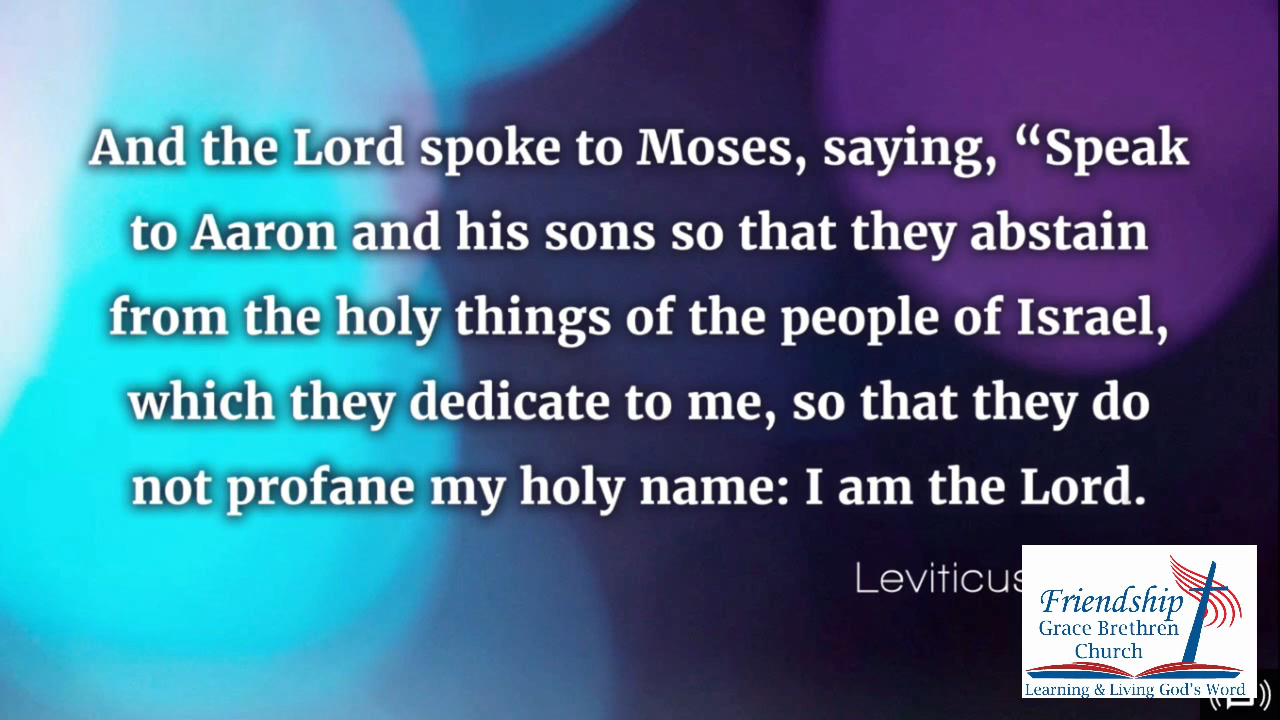 And the Lord spoke to Moses, saying, “Speak
to Aaron and his sons so that they abstain
from the holy things of the people of Israel,
which they dedicate to me, so that they do
not profane my holy name: I am the Lord.
Leviticus
Friendship
Grace Brethren
Church
Learning & Living God's Word